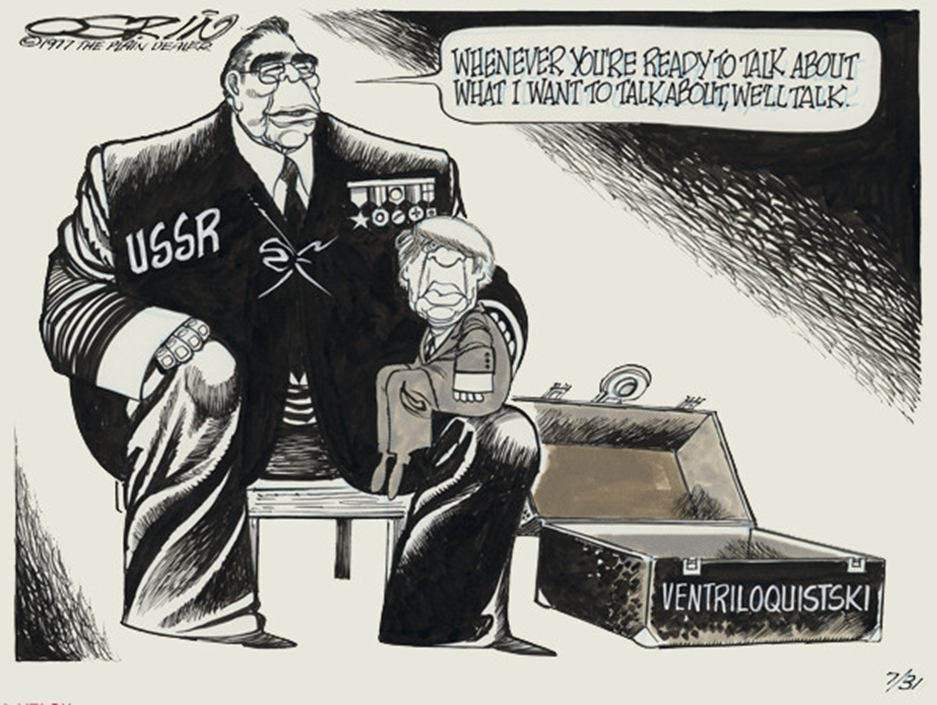 OSRIN
©1977 THE PLAIN DEALER
WHENEVER YOU'RE READY TO TALK ABOUT
WHAT I WANT TO TALK ABOUT, WE'LL TALK.
USSR
VENTRILOQUISTSKI
7/31